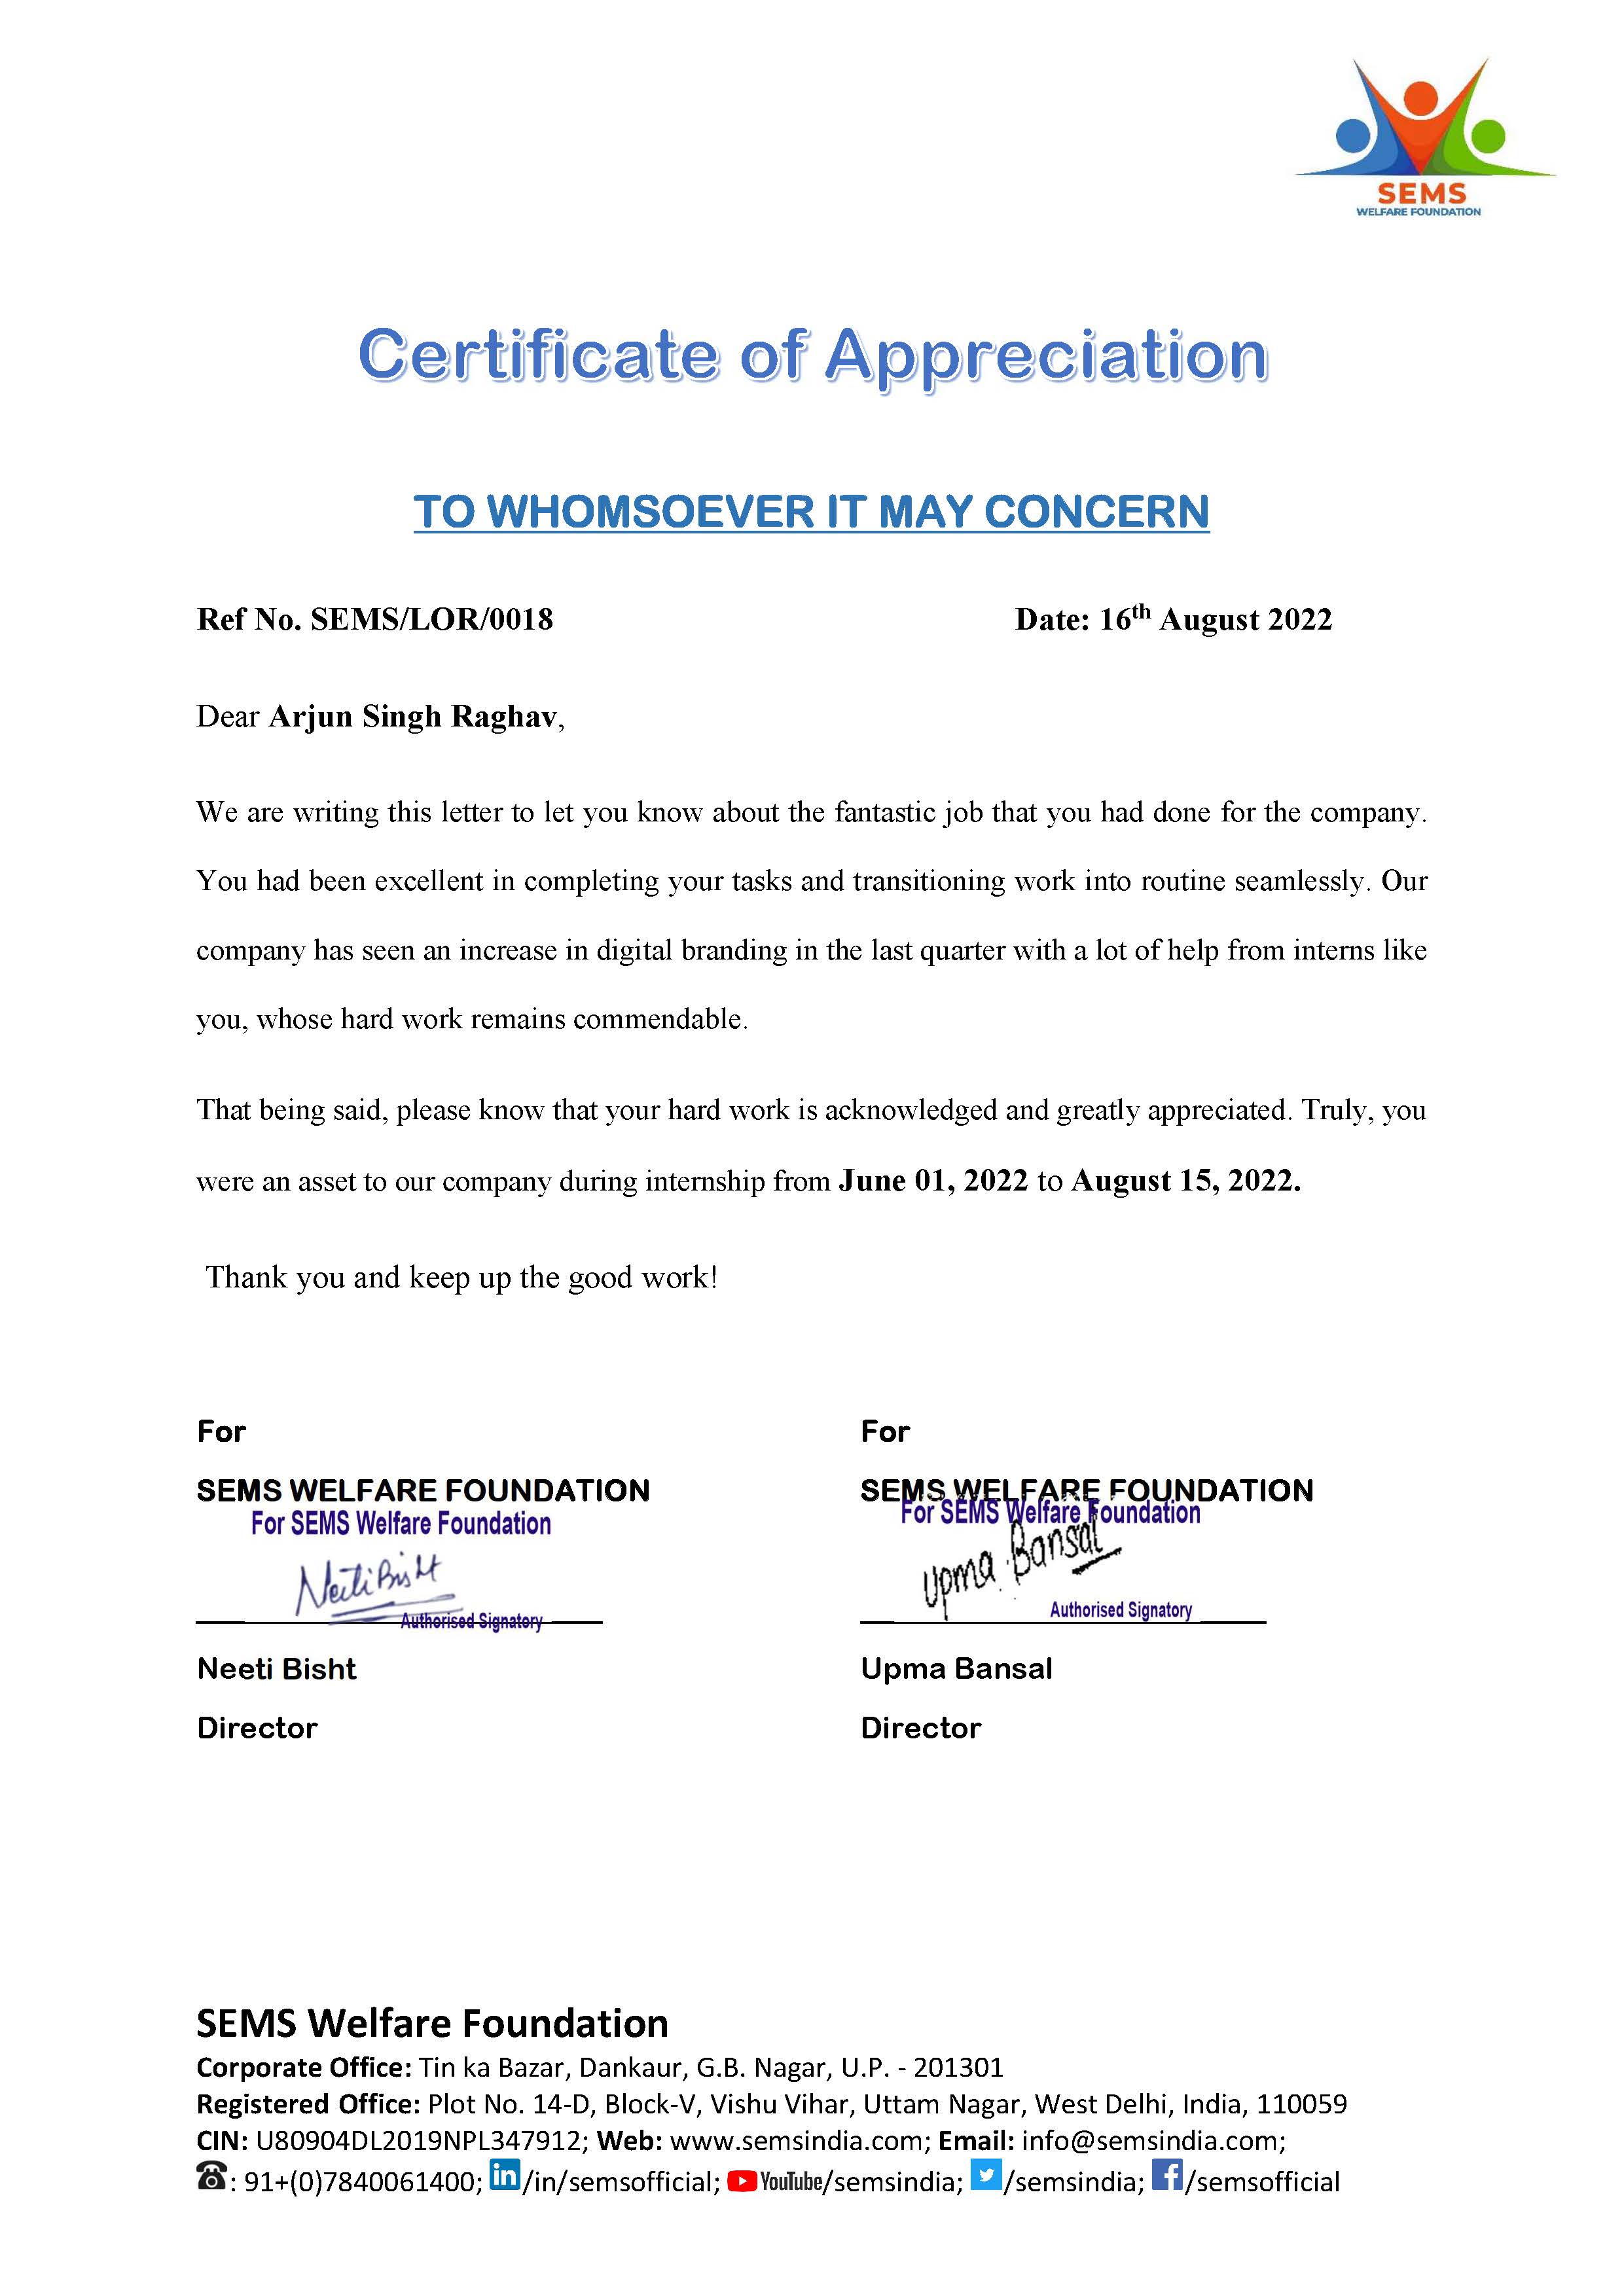 SEMS
WELFARE FOUNDATION
Certificate of Appreciation
TO WHOMSOEVER IT MAY CONCERN
Ref No. SEMS/LOR/0018 Date: 16th August 2022
Dear Arjun Singh Raghav,
We are writing this letter to let you know about the fantastic job that you had done for the company.
You had been excellent in completing your tasks and transitioning work into routine seamlessly. Our
company has seen an increase in digital branding in the last quarter with a lot of help from interns like
you, whose hard work remains commendable.
That being said, please know that your hard work is acknowledged and greatly appreciated. Truly, you
were an asset to our company during internship from June 01, 2022 to August 15, 2022.
Thank you and keep up the good work!
For For
SEMS WELFARE FOUNDATION SEMS WELFARE FOUNDATION
For SEMS Welfare Foundation For SEMS Welfare Foundation
Neeti Bisht Upma Bansal
Authorised Signatory Authorised Signatory
Neeti Bisht Upma Bansal
Director Director
SEMS Welfare Foundation
Corporate Office: Tin ka Bazar, Dankaur, G.B. Nagar, U.P. - 201301
Registered Office: Plot No. 14-D, Block-V, Vishu Vihar, Uttam Nagar, West Delhi, India, 110059
CIN: U80904DL2019NPL347912; Web: www.semsindia.com; Email: info@semsindia.com;
: 91+(0)7840061400; in/in/semsofficial; YouTube/semsindia; /semsindia; f/semsofficial